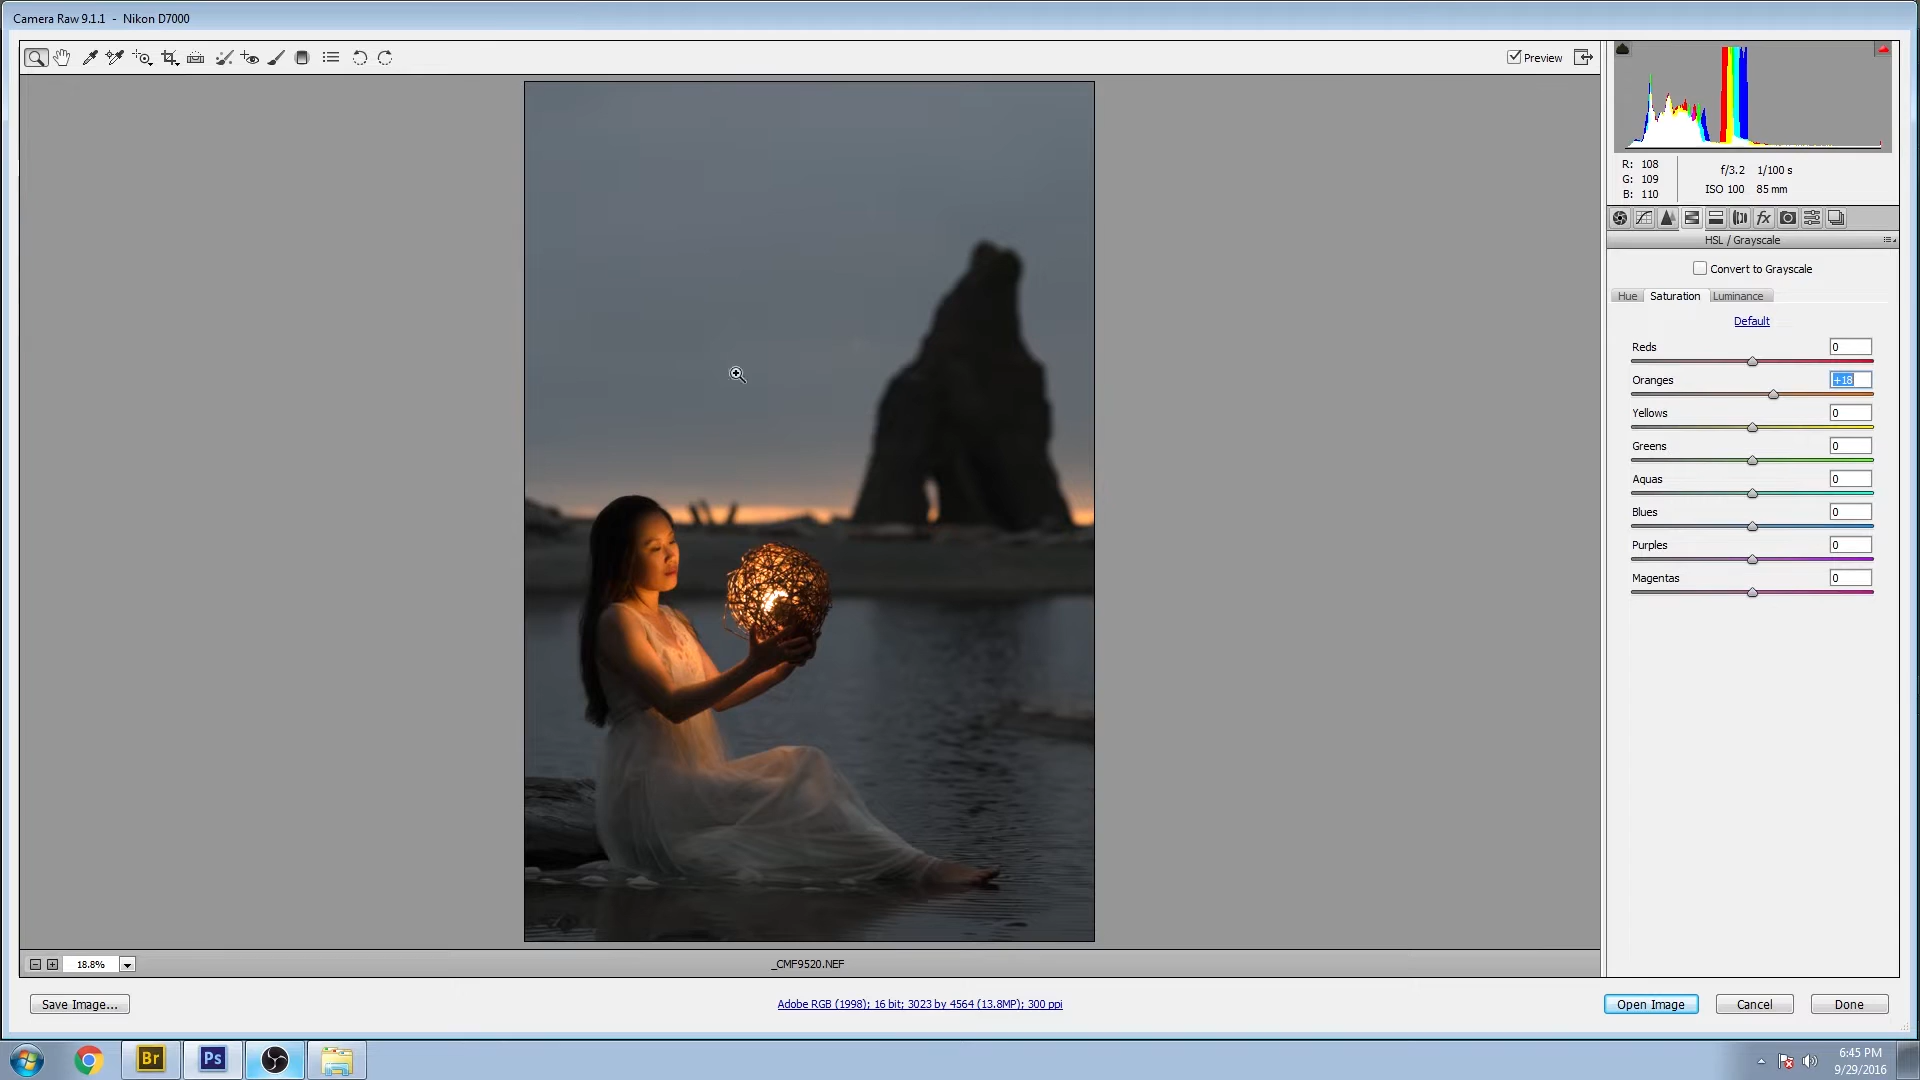 Camera Raw 9.1.1 - Nikon D7000
Preview
R: 108
G: 109
B: 110
f/3.2 1/100 s
ISO 100 85 mm
HSL / Grayscale
Convert to Grayscale
Hue Saturation Luminance
Default
Reds 0
Oranges +18
Yellows 0
Greens 0
Aquas 0
Blues 0
Purples 0
Magentas 0
18.8%
_CMF9520.NEF
Save Image...
Adobe RGB (1998); 16 bit; 3023 by 4564 (13.8MP); 300 ppi
Open Image Cancel Done
Br Ps
6:45 PM
9/29/2016